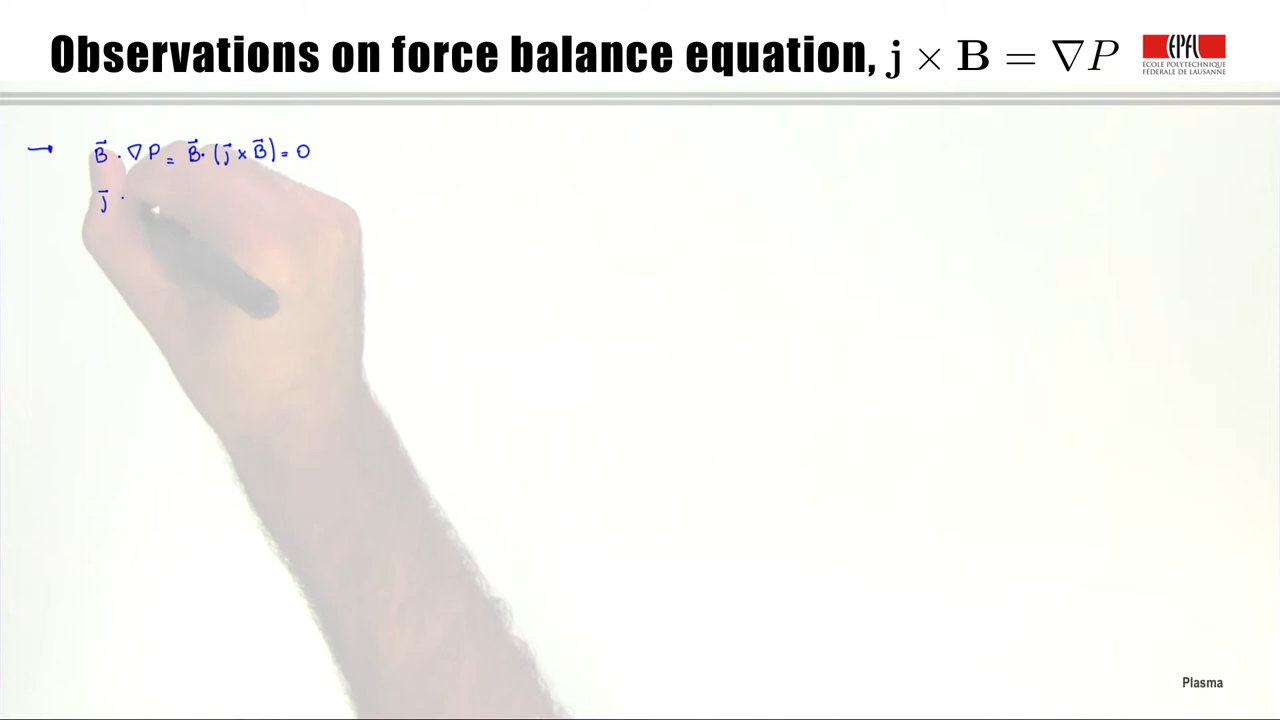 Observations on force balance equation, j × B = ∇P
EPFL
ÉCOLE POLYTECHNIQUE
FÉDÉRALE DE LAUSANNE
→ B⃗ · ∇P = B⃗ · (j⃗ × B⃗) = 0
j⃗ ·
Plasma